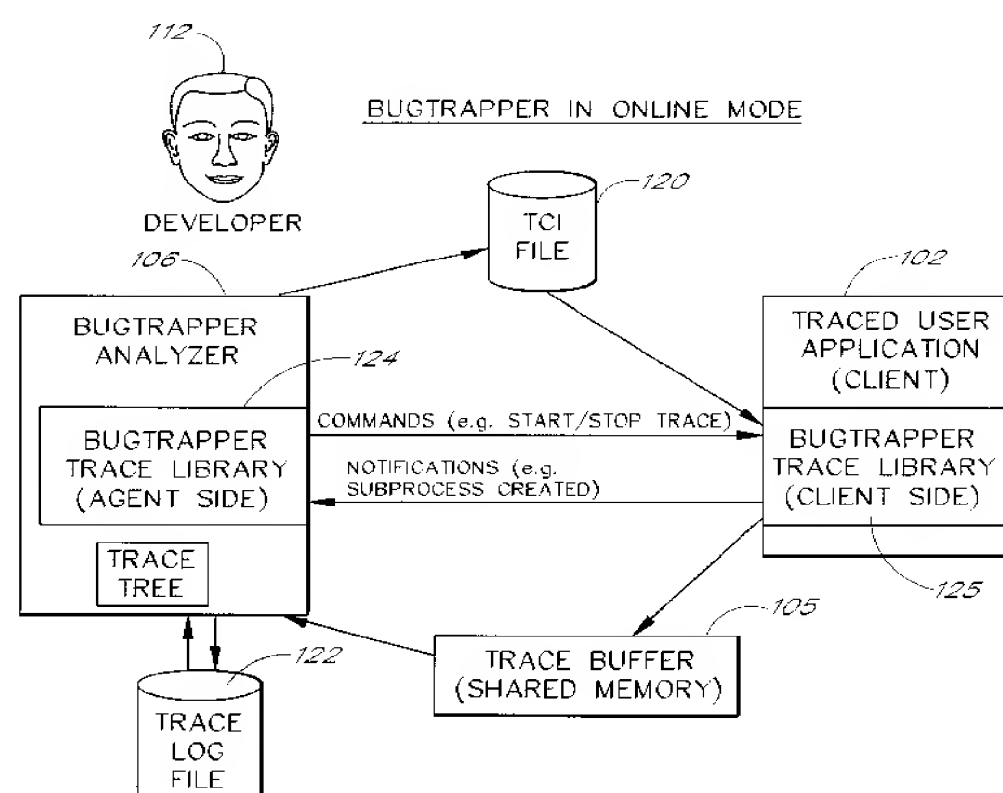 112
BUGTRAPPER IN ONLINE MODE
DEVELOPER
120
TCI
FILE
106
BUGTRAPPER
ANALYZER
124
BUGTRAPPER
TRACE LIBRARY
(AGENT SIDE)
TRACE
TREE
COMMANDS (e.g. START/STOP TRACE)
NOTIFICATIONS (e.g.
SUBPROCESS CREATED)
102
TRACED USER
APPLICATION
(CLIENT)
BUGTRAPPER
TRACE LIBRARY
(CLIENT SIDE)
125
105
TRACE BUFFER
(SHARED MEMORY)
122
TRACE
LOG
FILE